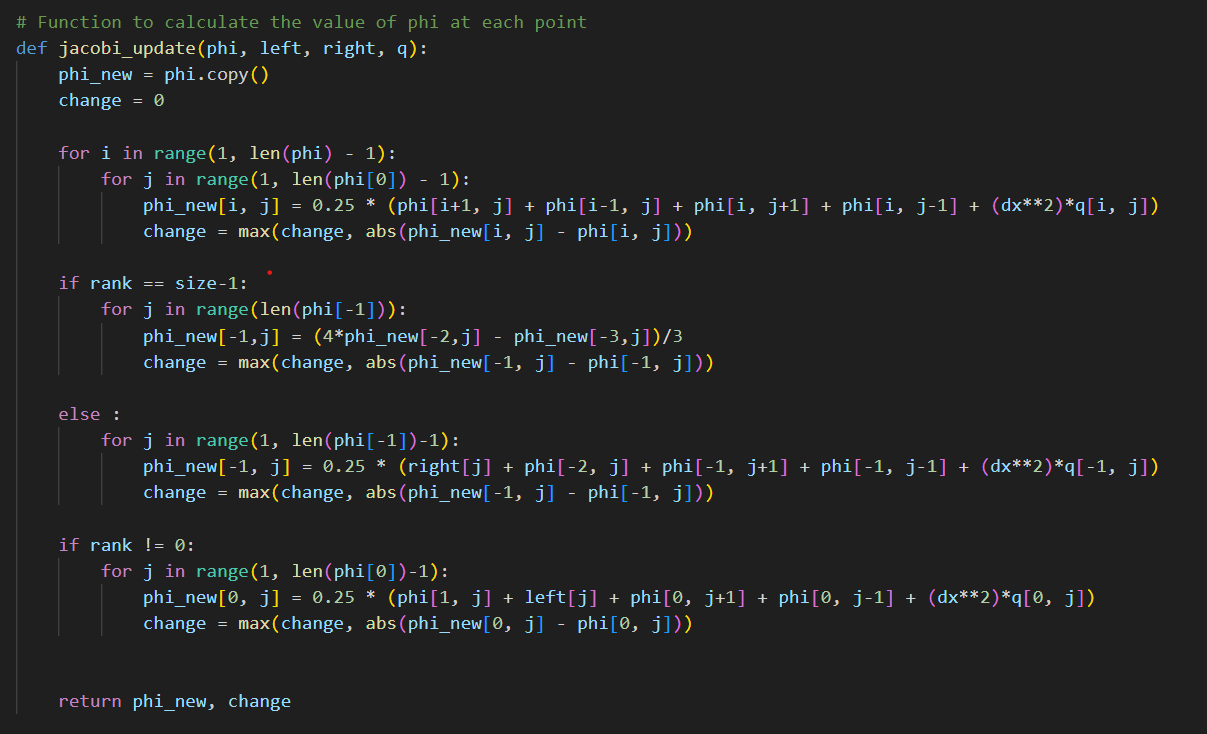 # Function to calculate the value of phi at each point
def jacobi_update(phi, left, right, q):
    phi_new = phi.copy()
    change = 0

    for i in range(1, len(phi) - 1):
        for j in range(1, len(phi[0]) - 1):
            phi_new[i, j] = 0.25 * (phi[i+1, j] + phi[i-1, j] + phi[i, j+1] + phi[i, j-1] + (dx**2)*q[i, j])
            change = max(change, abs(phi_new[i, j] - phi[i, j]))

    if rank == size-1:
        for j in range(len(phi[-1])):
            phi_new[-1,j] = (4*phi_new[-2,j] - phi_new[-3,j])/3
            change = max(change, abs(phi_new[-1, j] - phi[-1, j]))

    else :
        for j in range(1, len(phi[-1])-1):
            phi_new[-1, j] = 0.25 * (right[j] + phi[-2, j] + phi[-1, j+1] + phi[-1, j-1] + (dx**2)*q[-1, j])
            change = max(change, abs(phi_new[-1, j] - phi[-1, j]))

    if rank != 0:
        for j in range(1, len(phi[0])-1):
            phi_new[0, j] = 0.25 * (phi[1, j] + left[j] + phi[0, j+1] + phi[0, j-1] + (dx**2)*q[0, j])
            change = max(change, abs(phi_new[0, j] - phi[0, j]))


    return phi_new, change